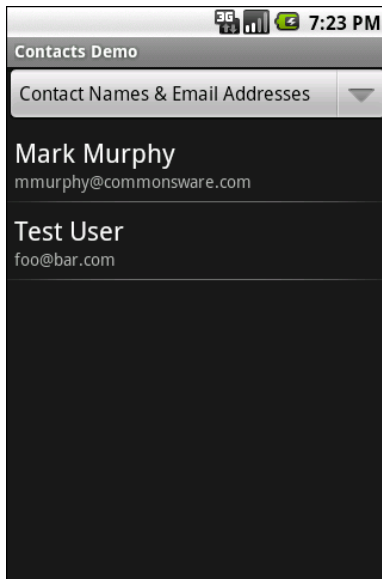 3G 7:23 PM
Contacts Demo
Contact Names & Email Addresses
Mark Murphy
mmurphy@commonsware.com
Test User
foo@bar.com